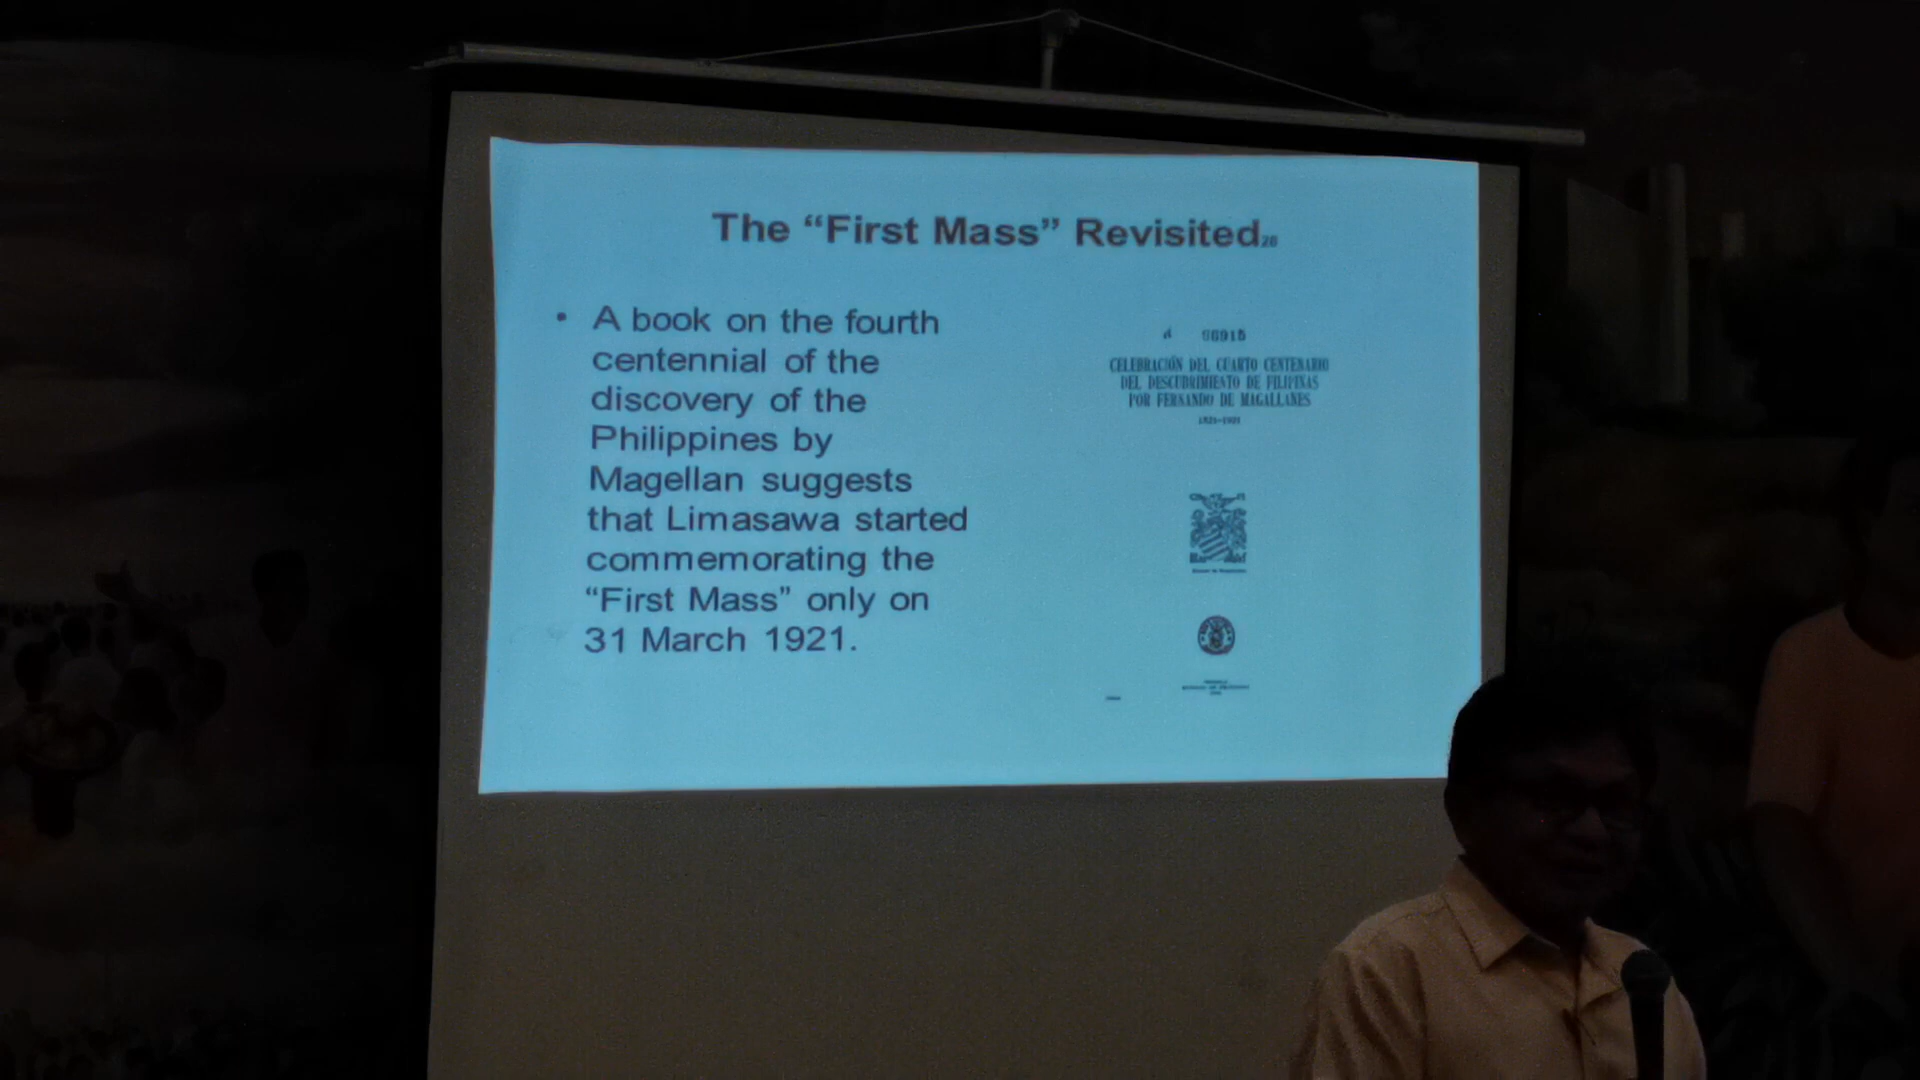 The “First Mass” Revisited20
• A book on the fourth
centennial of the
discovery of the
Philippines by
Magellan suggests
that Limasawa started
commemorating the
“First Mass” only on
31 March 1921.
CELEBRACIÓN DEL CUARTO CENTENARIO
DEL DESCUBRIMIENTO DE FILIPINAS
POR FERNANDO DE MAGALLANES
1521-1921